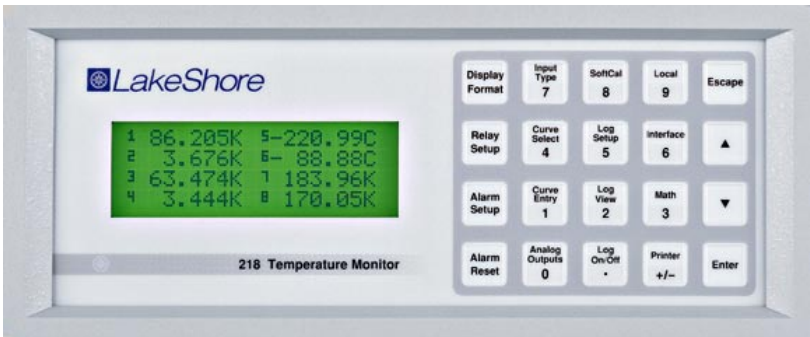 LakeShore
1 86.205K 5-220.99C
2 3.676K 6- 88.88C
3 63.474K 7 183.96K
4 3.444K 8 170.05K
218 Temperature Monitor
Display Format
Input Type 7
SoftCal 8
Local 9
Escape
Relay Setup
Curve Select 4
Log Setup 5
Interface 6
▲
Alarm Setup
Curve Entry 1
Log View 2
Math 3
▼
Alarm Reset
Analog Outputs 0
Log On/Off .
Printer +/-
Enter